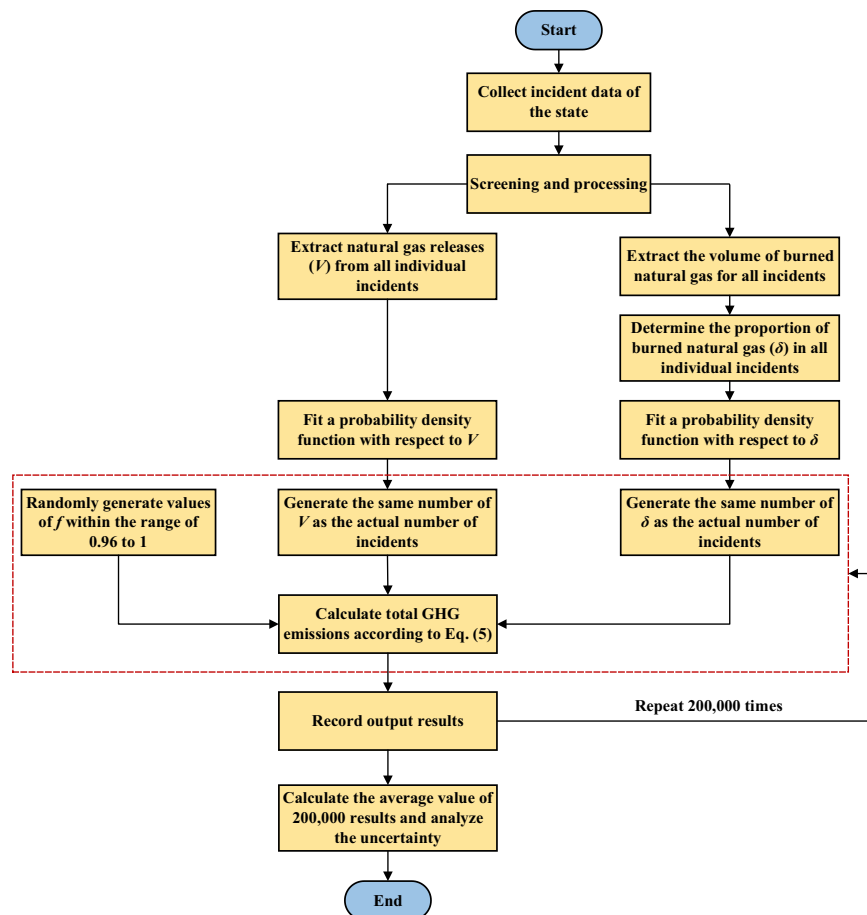 Start
Collect incident data of
the state
Screening and processing
Extract natural gas releases
(V) from all individual
incidents
Extract the volume of burned
natural gas for all incidents
Determine the proportion of
burned natural gas (δ) in all
individual incidents
Fit a probability density
function with respect to V
Fit a probability density
function with respect to δ
Randomly generate values
of f within the range of
0.96 to 1
Generate the same number of
V as the actual number of
incidents
Generate the same number of
δ as the actual number of
incidents
Calculate total GHG
emissions according to Eq. (5)
Record output results
Repeat 200,000 times
Calculate the average value of
200,000 results and analyze
the uncertainty
End